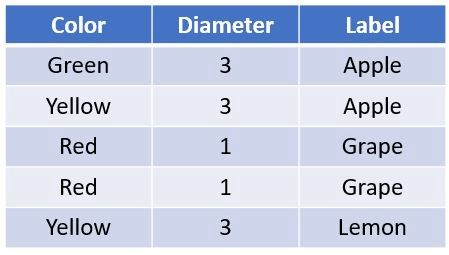 Color Diameter Label
Green 3 Apple
Yellow 3 Apple
Red 1 Grape
Red 1 Grape
Yellow 3 Lemon